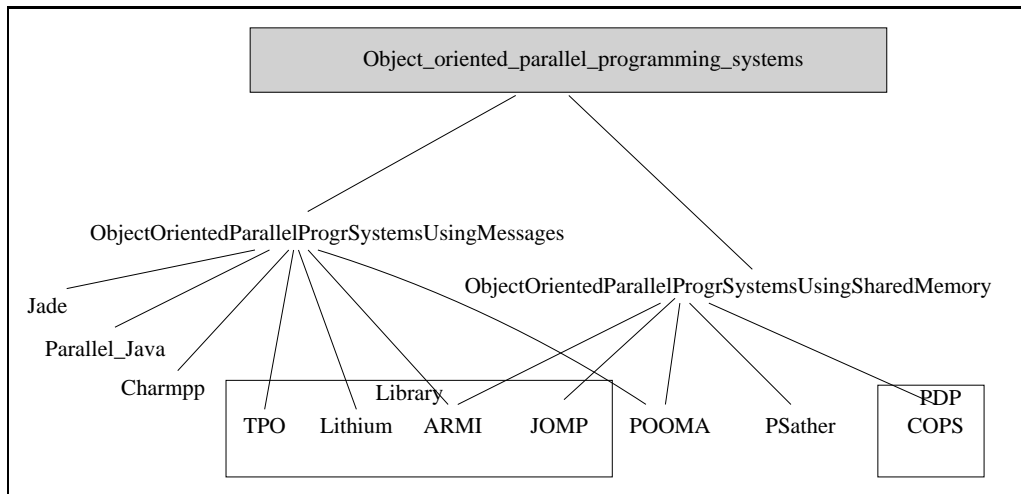 Object_oriented_parallel_programming_systems
ObjectOrientedParallelProgrSystemsUsingMessages
ObjectOrientedParallelProgrSystemsUsingSharedMemory
Jade
Parallel_Java
Charmpp
Library
PDP
TPO Lithium ARMI JOMP POOMA PSather COPS